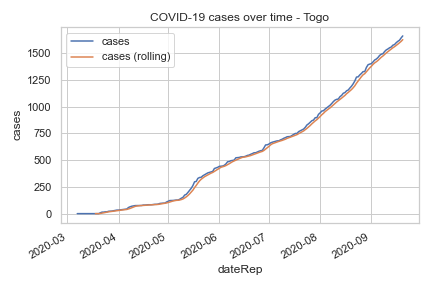 COVID-19 cases over time - Togo
cases
cases (rolling)
1500
1250
1000
750
500
250
0
cases
2020-03
2020-04
2020-05
2020-06
2020-07
2020-08
2020-09
dateRep